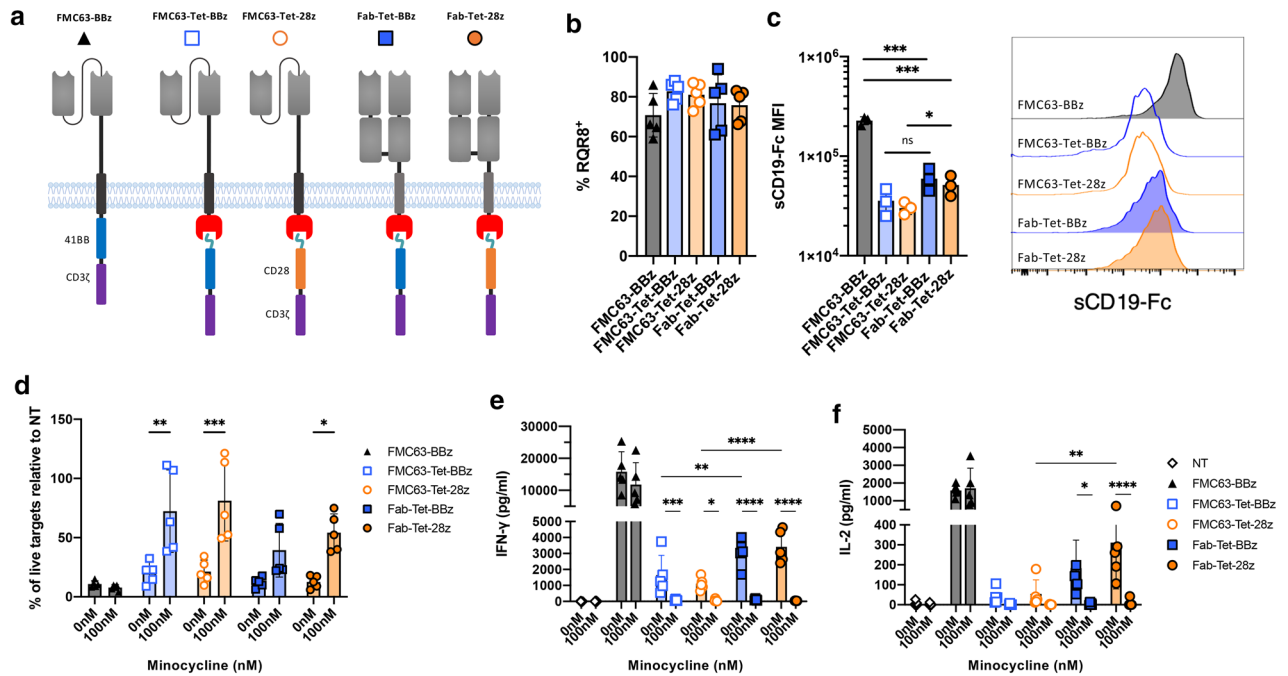 a
FMC63-BBz
FMC63-Tet-BBz
FMC63-Tet-28z
Fab-Tet-BBz
Fab-Tet-28z
41BB
CD3ζ
CD28
CD3ζ
b
% RQR8+
100
80
60
40
20
0
FMC63-BBz
FMC63-Tet-BBz
FMC63-Tet-28z
Fab-Tet-BBz
Fab-Tet-28z
c
sCD19-Fc MFI
1×10^6
1×10^5
1×10^4
***
***
*
ns
FMC63-BBz
FMC63-Tet-BBz
FMC63-Tet-28z
Fab-Tet-BBz
Fab-Tet-28z
FMC63-BBz
FMC63-Tet-BBz
FMC63-Tet-28z
Fab-Tet-BBz
Fab-Tet-28z
sCD19-Fc
d
% of live targets relative to NT
150
100
50
0
** *** *
0nM 100nM 0nM 100nM 0nM 100nM 0nM 100nM 0nM 100nM
Minocycline (nM)
FMC63-BBz
FMC63-Tet-BBz
FMC63-Tet-28z
Fab-Tet-BBz
Fab-Tet-28z
e
IFN-γ (pg/ml)
30000
20000
10000
5000
4000
3000
2000
1000
0
****
**
*** * **** ****
0nM 100nM 0nM 100nM 0nM 100nM 0nM 100nM 0nM 100nM 0nM 100nM
Minocycline (nM)
f
IL-2 (pg/ml)
5000
4000
3000
2000
1000
400
300
200
100
0
**
* ****
0nM 100nM 0nM 100nM 0nM 100nM 0nM 100nM 0nM 100nM 0nM 100nM
Minocycline (nM)
NT
FMC63-BBz
FMC63-Tet-BBz
FMC63-Tet-28z
Fab-Tet-BBz
Fab-Tet-28z